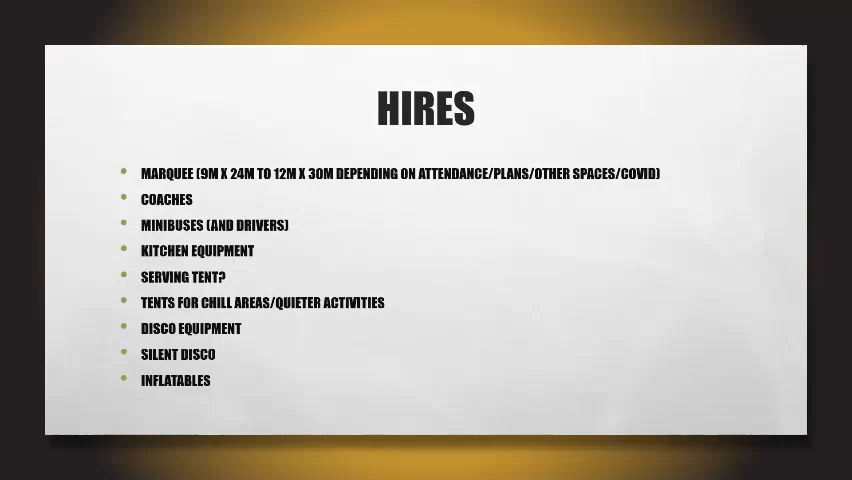 HIRES
MARQUEE (9M X 24M TO 12M X 30M DEPENDING ON ATTENDANCE/PLANS/OTHER SPACES/COVID)
COACHES
MINIBUSES (AND DRIVERS)
KITCHEN EQUIPMENT
SERVING TENT?
TENTS FOR CHILL AREAS/QUIETER ACTIVITIES
DISCO EQUIPMENT
SILENT DISCO
INFLATABLES